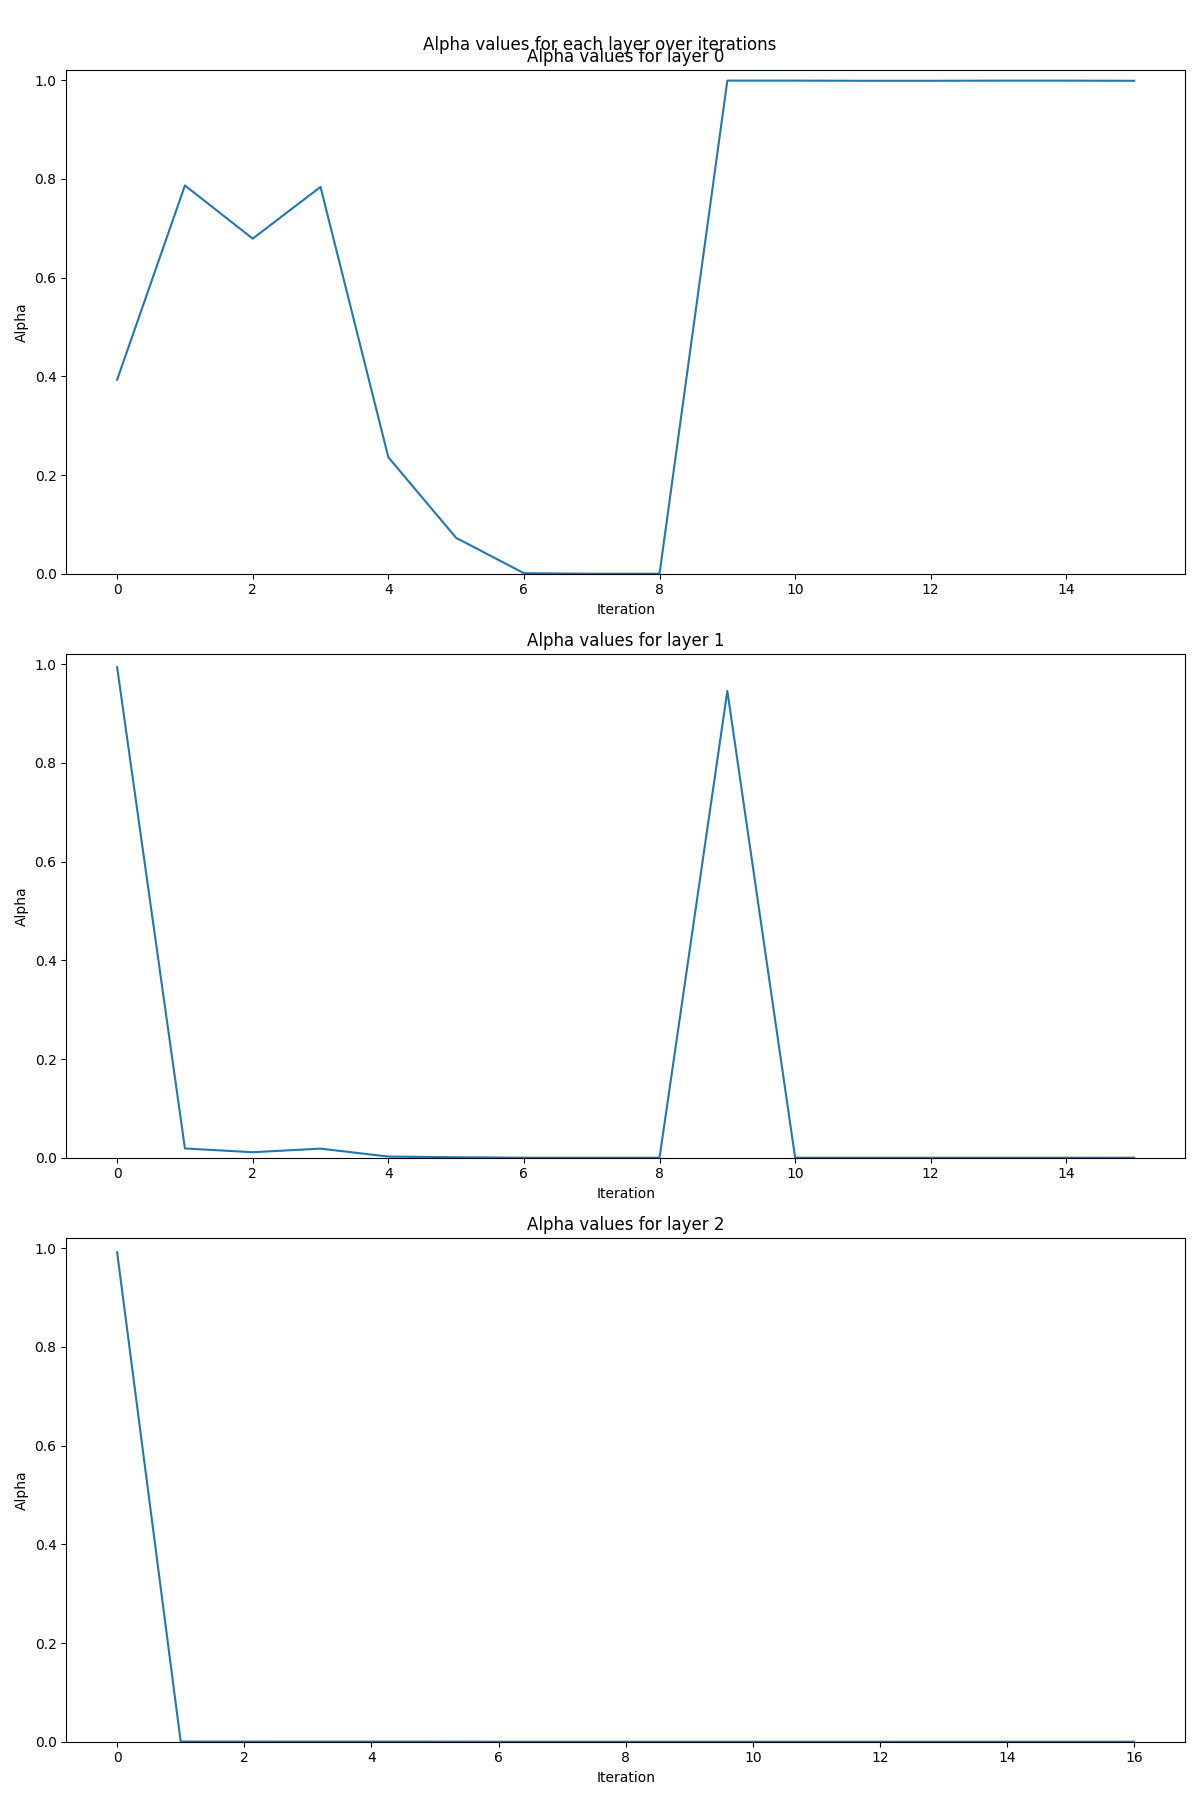 Alpha values for each layer over iterations
Alpha values for layer 0
1.0
0.8
0.6
0.4
0.2
0.0
Alpha
0 2 4 6 8 10 12 14
Iteration
Alpha values for layer 1
1.0
0.8
0.6
0.4
0.2
0.0
Alpha
0 2 4 6 8 10 12 14
Iteration
Alpha values for layer 2
1.0
0.8
0.6
0.4
0.2
0.0
Alpha
0 2 4 6 8 10 12 14 16
Iteration